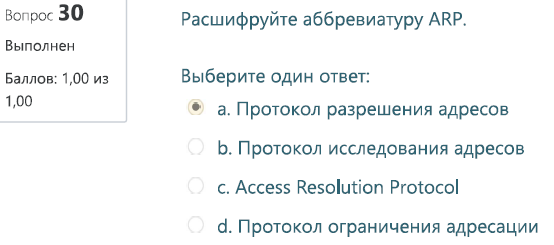 Вопрос 30
Выполнен
Баллов: 1,00 из
1,00
Расшифруйте аббревиатуру ARP.
Выберите один ответ:
a. Протокол разрешения адресов
b. Протокол исследования адресов
c. Access Resolution Protocol
d. Протокол ограничения адресации